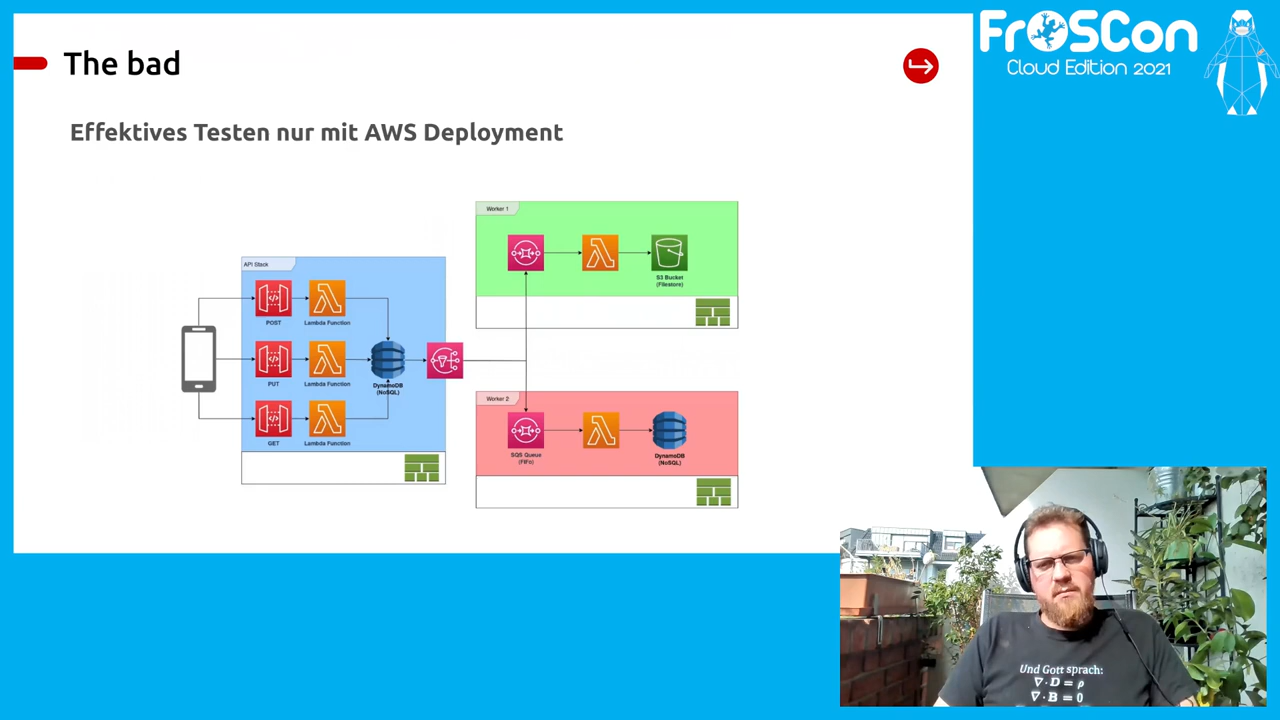 The bad
FrOSCon
Cloud Edition 2021
Effektives Testen nur mit AWS Deployment
Worker 1
S3 Bucket
(Filestore)
API Stack
POST
Lambda Function
PUT
Lambda Function
DynamoDB
(NoSQL)
GET
Lambda Function
Worker 2
SQS Queue
(FiFo)
DynamoDB
(NoSQL)
Und Gott sprach:
∇·D = ρ
∇·B = 0